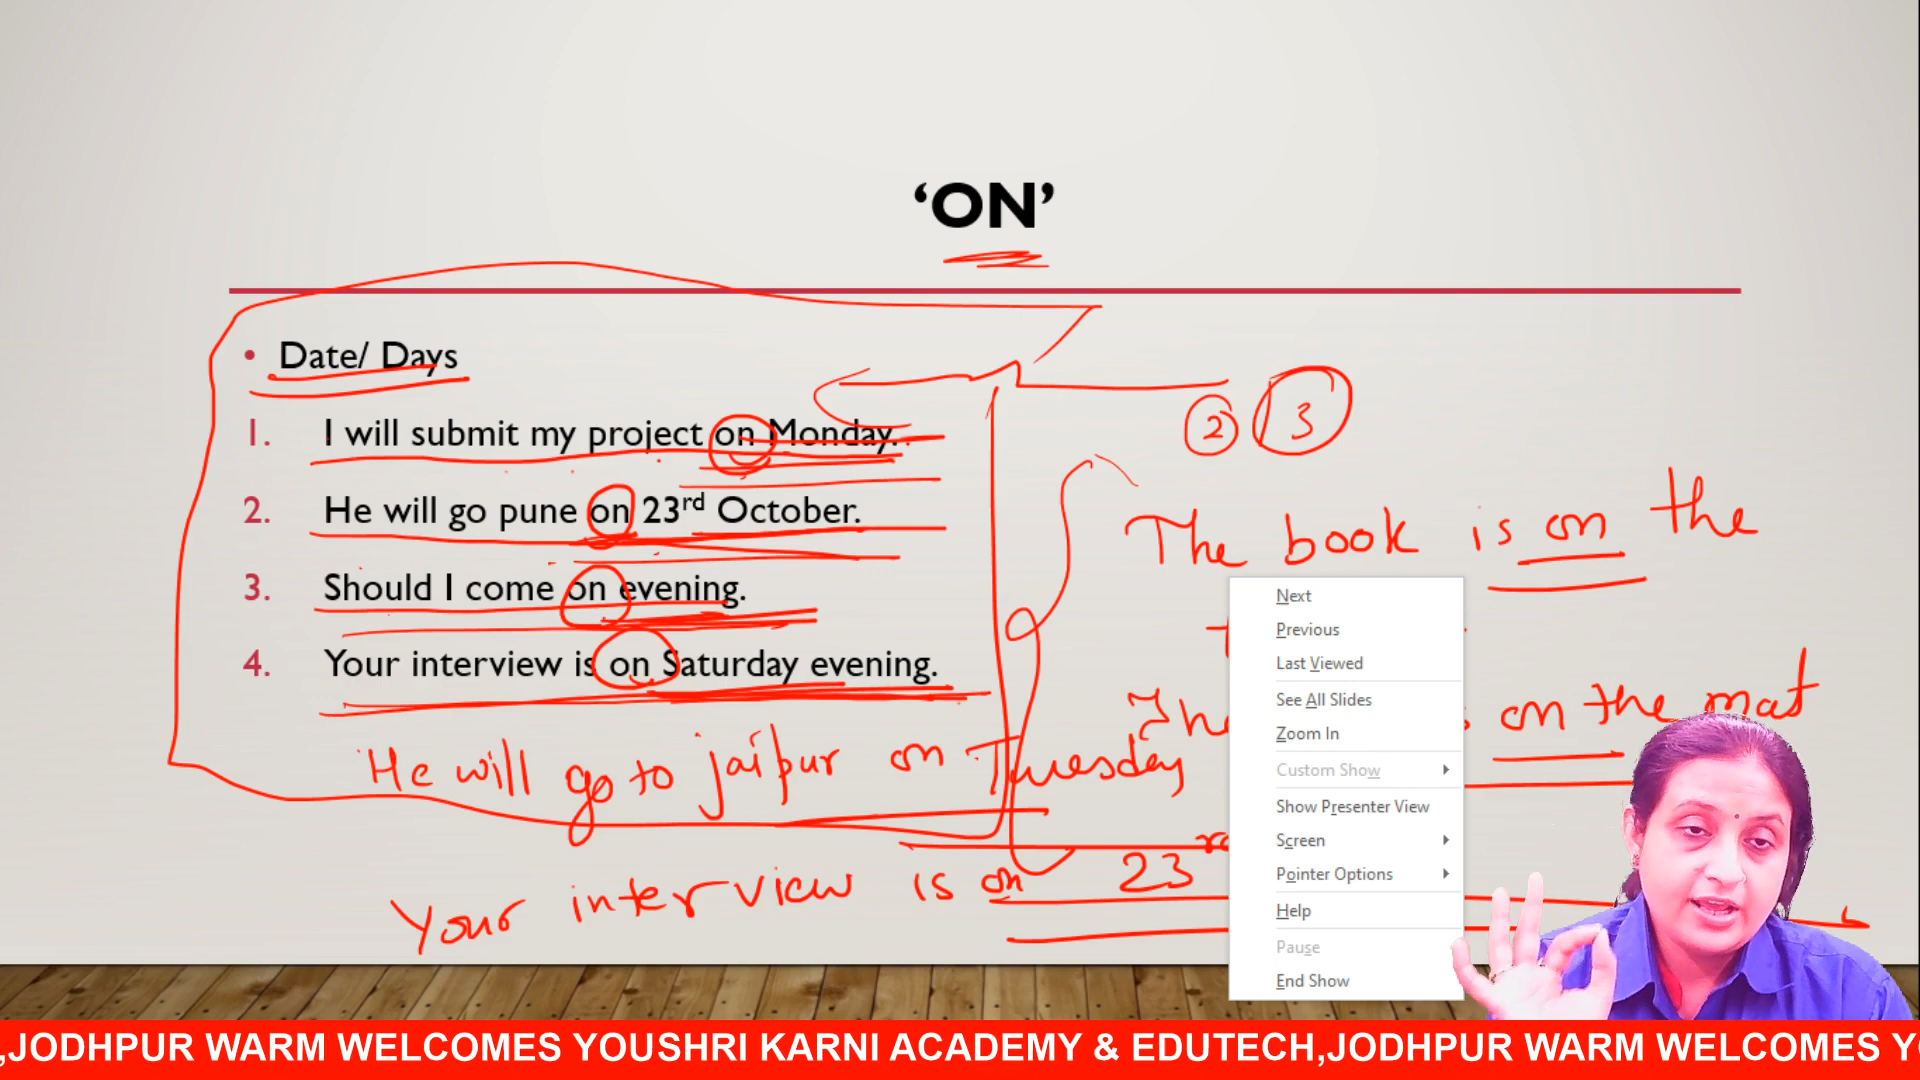 ‘ON’
• Date/ Days
1. I will submit my project on Monday.
2. He will go pune on 23rd October.
3. Should I come on evening.
4. Your interview is on Saturday evening.
He will go to jaipur on Tuesday
Your interview is on 23
2 3
The book is on the
The
on the mat
Next
Previous
Last Viewed
See All Slides
Zoom In
Custom Show
Show Presenter View
Screen
Pointer Options
Help
Pause
End Show
,JODHPUR WARM WELCOMES YOUSHRI KARNI ACADEMY & EDUTECH,JODHPUR WARM WELCOMES